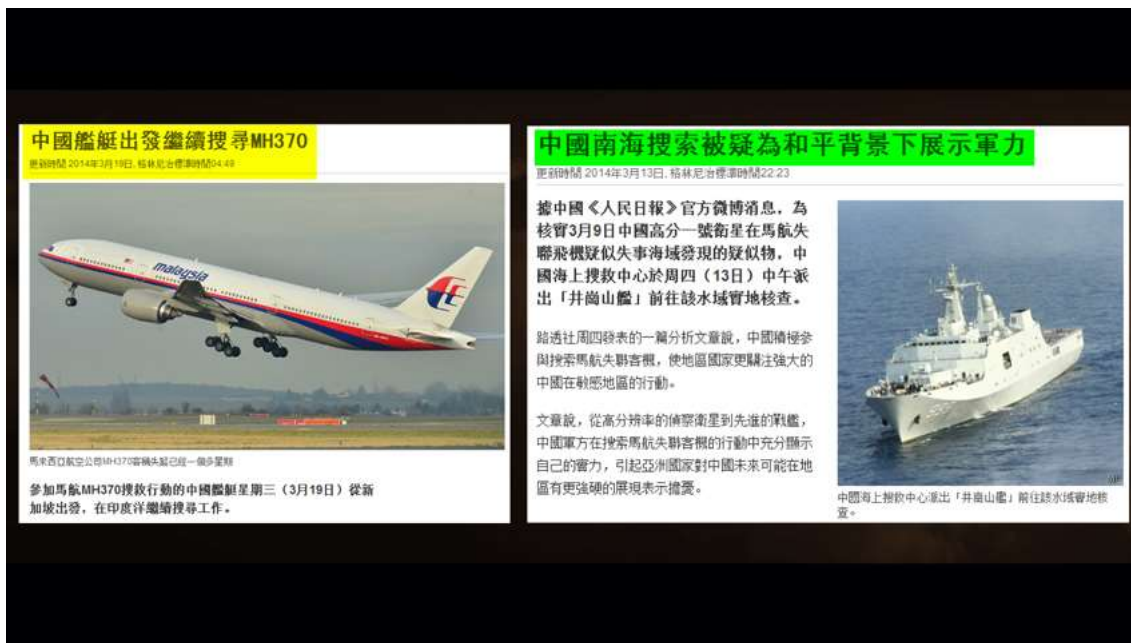 中國艦艇出發繼續搜尋MH370
更新時間 2014年3月19日, 格林尼治標準時間04:49
malaysia
馬來西亞航空公司MH370客機失蹤已經一個多星期
參加馬航MH370搜救行動的中國艦艇星期三（3月19日）從新
加坡出發，在印度洋繼續搜尋工作。
中國南海搜索被疑為和平背景下展示軍力
更新時間 2014年3月13日, 格林尼治標準時間22:23
據中國《人民日報》官方微博消息，為
核實3月9日中國高分一號衛星在馬航失
聯飛機疑似失事海域發現的疑似物，中
國海上搜救中心於周四（13日）中午派
出「井崗山艦」前往該水域實地核查。
路透社周四發表的一篇分析文章說，中國積極參
與搜索馬航失聯客機，使地區國家更關注強大的
中國在敏感地區的行動。
文章說，從高分辨率的偵察衛星到先進的戰艦，
中國軍方在搜索馬航失聯客機的行動中充分顯示
自己的實力，引起亞洲國家對中國未來可能在地
區有更強硬的展現表示擔憂。
AP
中國海上搜救中心派出「井崗山艦」前往該水域實地核
查。